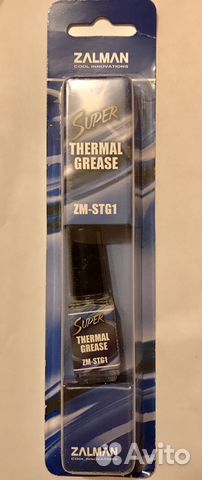 ZALMAN
COOL INNOVATIONS
SUPER
THERMAL
GREASE
ZM-STG1
SUPER
THERMAL
GREASE
ZM-STG1
ZALMAN
COOL INNOVATIONS
Avito